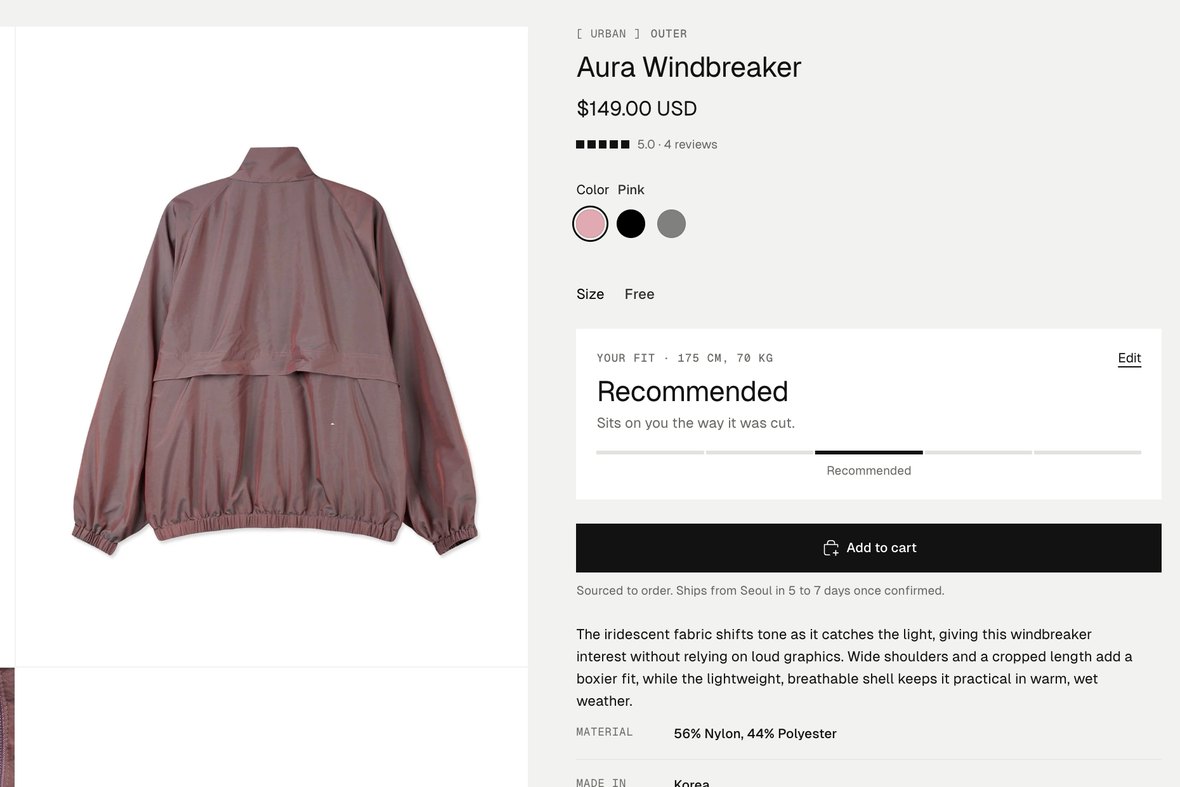 [ URBAN ] OUTER
Aura Windbreaker
$149.00 USD
5.0 · 4 reviews
Color Pink
Size Free
YOUR FIT · 175 CM, 70 KG
Edit
Recommended
Sits on you the way it was cut.
Recommended
Add to cart
Sourced to order. Ships from Seoul in 5 to 7 days once confirmed.
The iridescent fabric shifts tone as it catches the light, giving this windbreaker
interest without relying on loud graphics. Wide shoulders and a cropped length add a
boxier fit, while the lightweight, breathable shell keeps it practical in warm, wet
weather.
MATERIAL 56% Nylon, 44% Polyester
MADE IN Korea